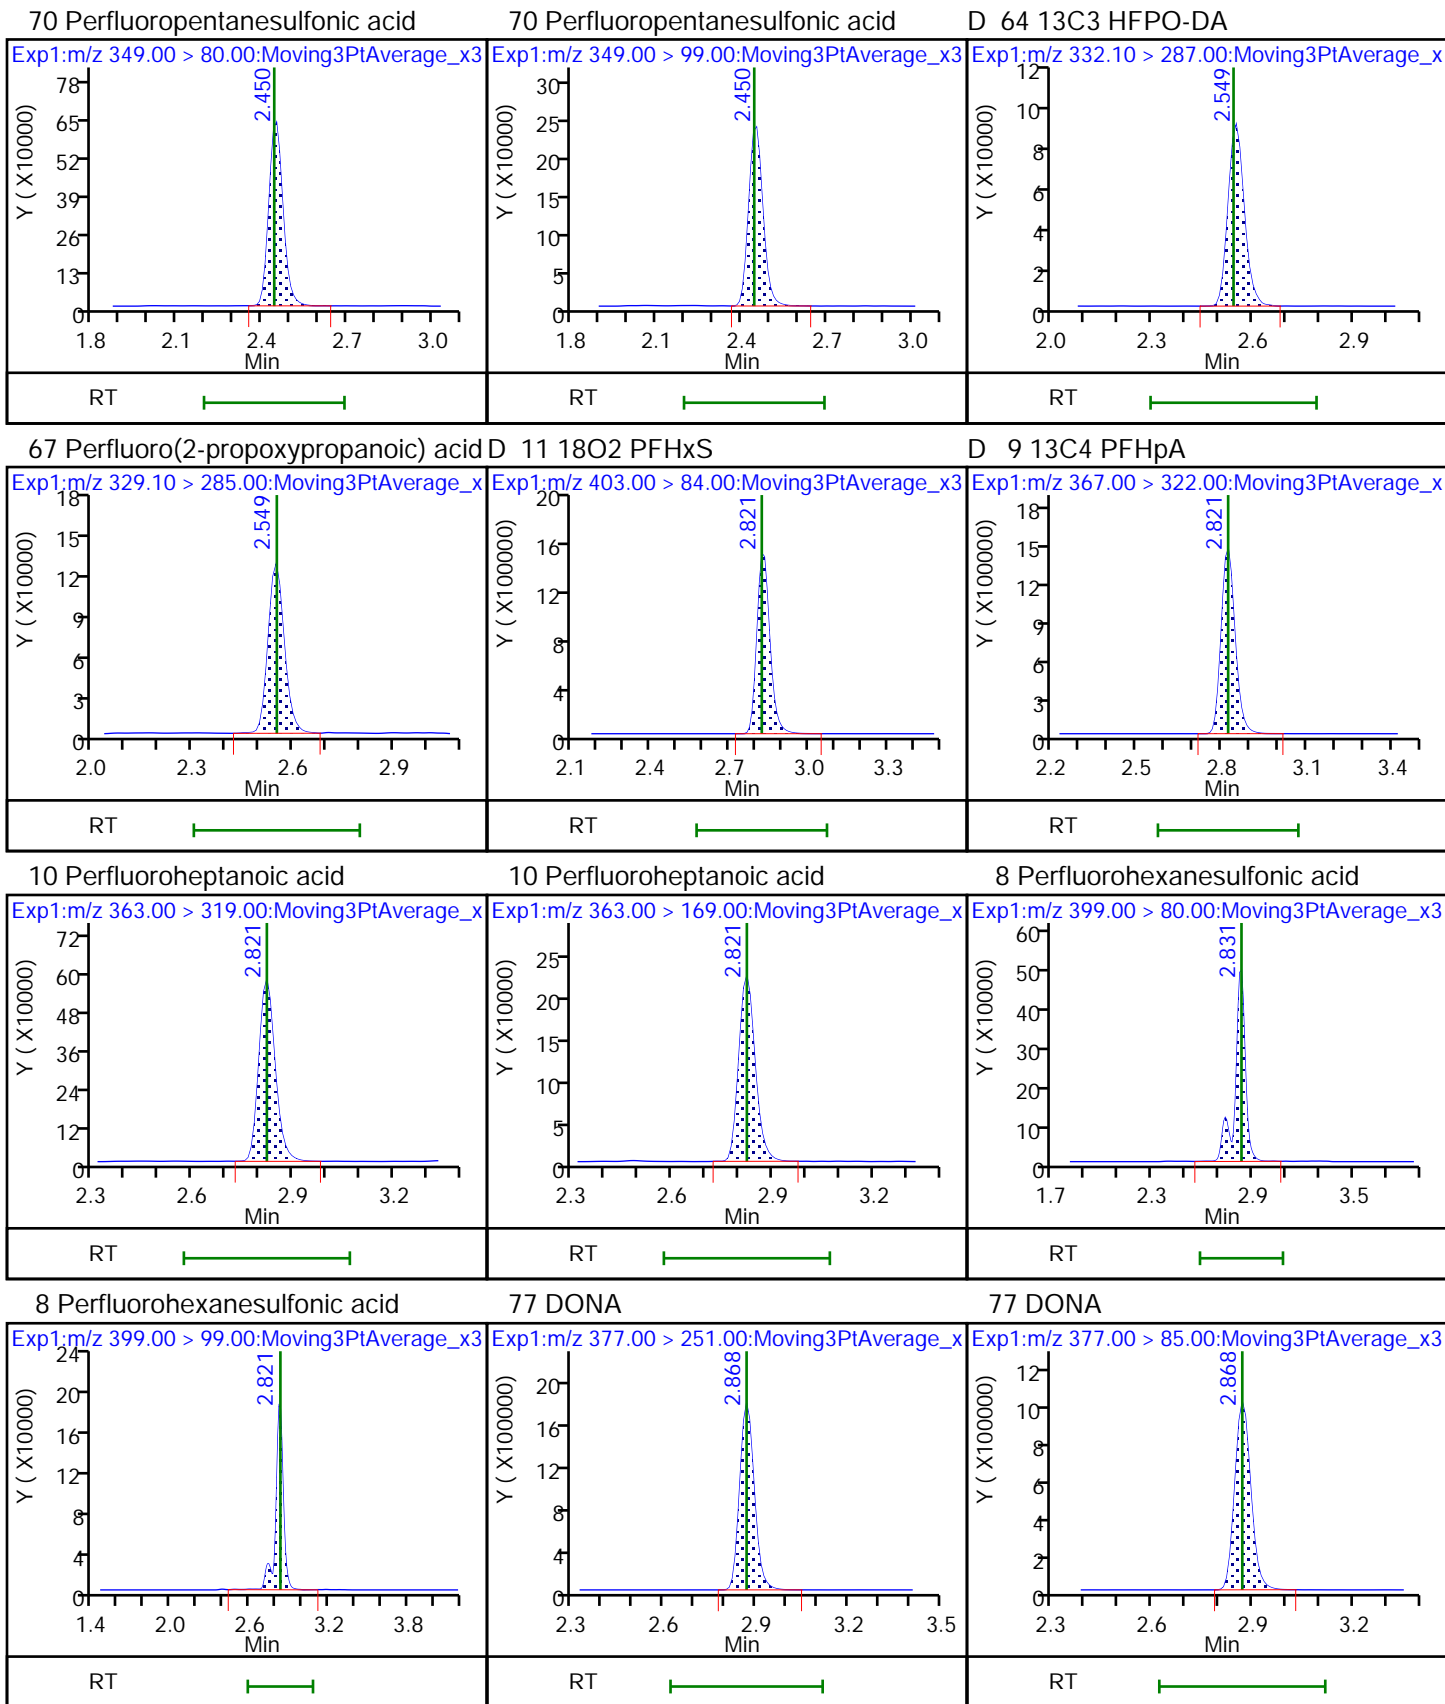 70 Perfluoropentanesulfonic acid
Exp1:m/z 349.00 > 80.00:Moving3PtAverage_x3
2.450
Y ( X10000)
78
65
52
39
26
13
0
1.8 2.1 2.4 2.7 3.0
Min
RT
70 Perfluoropentanesulfonic acid
Exp1:m/z 349.00 > 99.00:Moving3PtAverage_x3
2.450
Y ( X10000)
30
25
20
15
10
5
0
1.8 2.1 2.4 2.7 3.0
Min
RT
D 64 13C3 HFPO-DA
Exp1:m/z 332.10 > 287.00:Moving3PtAverage_x
2.549
Y ( X10000)
12
10
8
6
4
2
0
2.0 2.3 2.6 2.9
Min
RT
67 Perfluoro(2-propoxypropanoic) acid
Exp1:m/z 329.10 > 285.00:Moving3PtAverage_x
2.549
Y ( X10000)
18
15
12
9
6
3
0
2.0 2.3 2.6 2.9
Min
RT
D 11 18O2 PFHxS
Exp1:m/z 403.00 > 84.00:Moving3PtAverage_x3
2.821
Y ( X100000)
20
16
12
8
4
0
2.1 2.4 2.7 3.0 3.3
Min
RT
D 9 13C4 PFHpA
Exp1:m/z 367.00 > 322.00:Moving3PtAverage_x
2.821
Y ( X100000)
18
15
12
9
6
3
0
2.2 2.5 2.8 3.1 3.4
Min
RT
10 Perfluoroheptanoic acid
Exp1:m/z 363.00 > 319.00:Moving3PtAverage_x
2.821
Y ( X10000)
72
60
48
36
24
12
0
2.3 2.6 2.9 3.2
Min
RT
10 Perfluoroheptanoic acid
Exp1:m/z 363.00 > 169.00:Moving3PtAverage_x
2.821
Y ( X10000)
25
20
15
10
5
0
2.3 2.6 2.9 3.2
Min
RT
8 Perfluorohexanesulfonic acid
Exp1:m/z 399.00 > 80.00:Moving3PtAverage_x3
2.831
Y ( X10000)
60
50
40
30
20
10
0
1.7 2.3 2.9 3.5
Min
RT
8 Perfluorohexanesulfonic acid
Exp1:m/z 399.00 > 99.00:Moving3PtAverage_x3
2.821
Y ( X10000)
24
20
16
12
8
4
0
1.4 2.0 2.6 3.2 3.8
Min
RT
77 DONA
Exp1:m/z 377.00 > 251.00:Moving3PtAverage_x
2.868
Y ( X100000)
20
16
12
8
4
0
2.3 2.9 3.5
Min
RT
77 DONA
Exp1:m/z 377.00 > 85.00:Moving3PtAverage_x3
2.868
Y ( X100000)
12
10
8
6
4
2
0
2.3 2.6 2.9 3.2
Min
RT